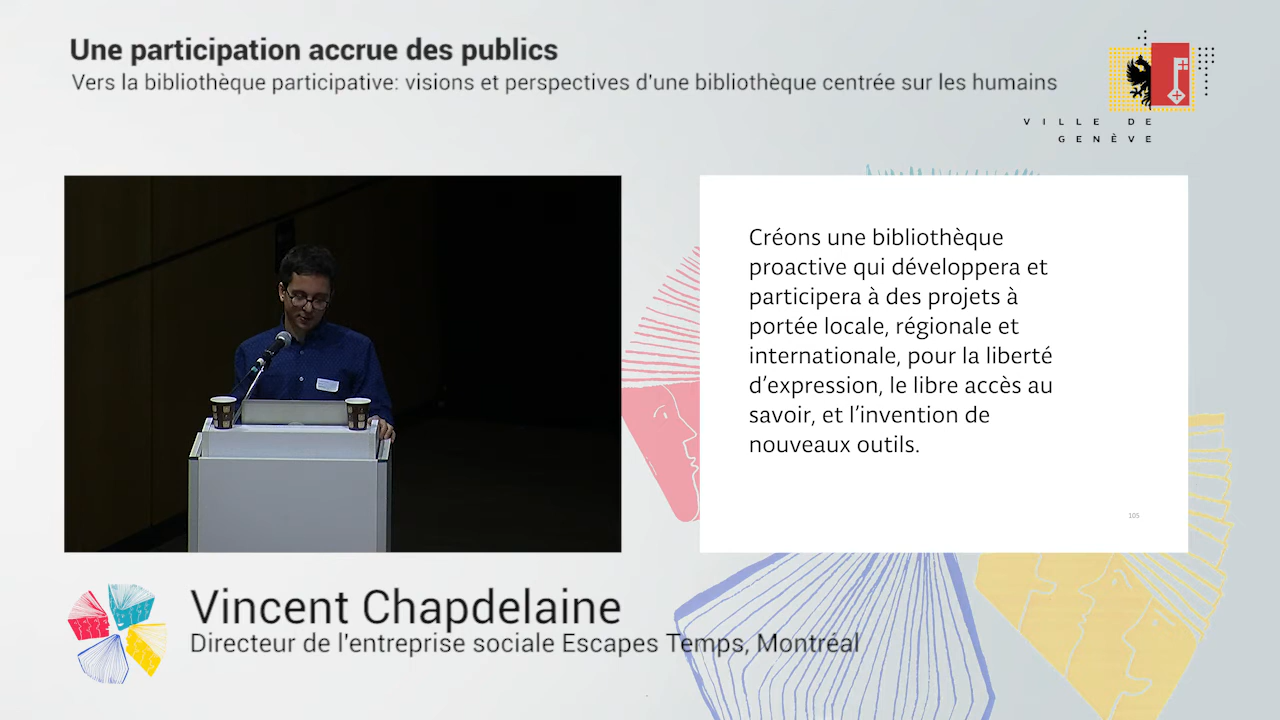 Une participation accrue des publics
Vers la bibliothèque participative: visions et perspectives d'une bibliothèque centrée sur les humains
VILLE DE
GENÈVE
Créons une bibliothèque
proactive qui développera et
participera à des projets à
portée locale, régionale et
internationale, pour la liberté
d’expression, le libre accès au
savoir, et l’invention de
nouveaux outils.
105
Vincent Chapdelaine
Directeur de l'entreprise sociale Escapes Temps, Montréal